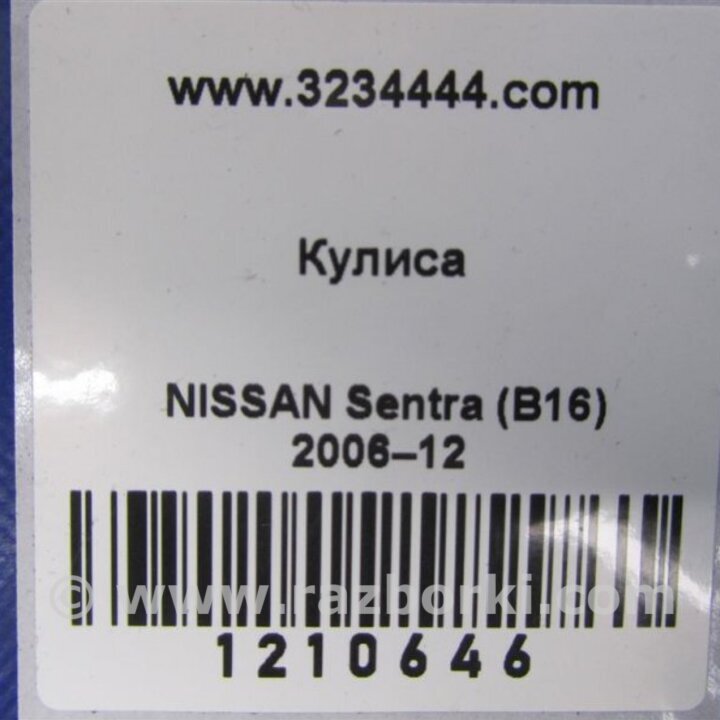 www.3234444.com
Кулиса
NISSAN Sentra (B16)
2006–12
© www.razborki.com
1210646